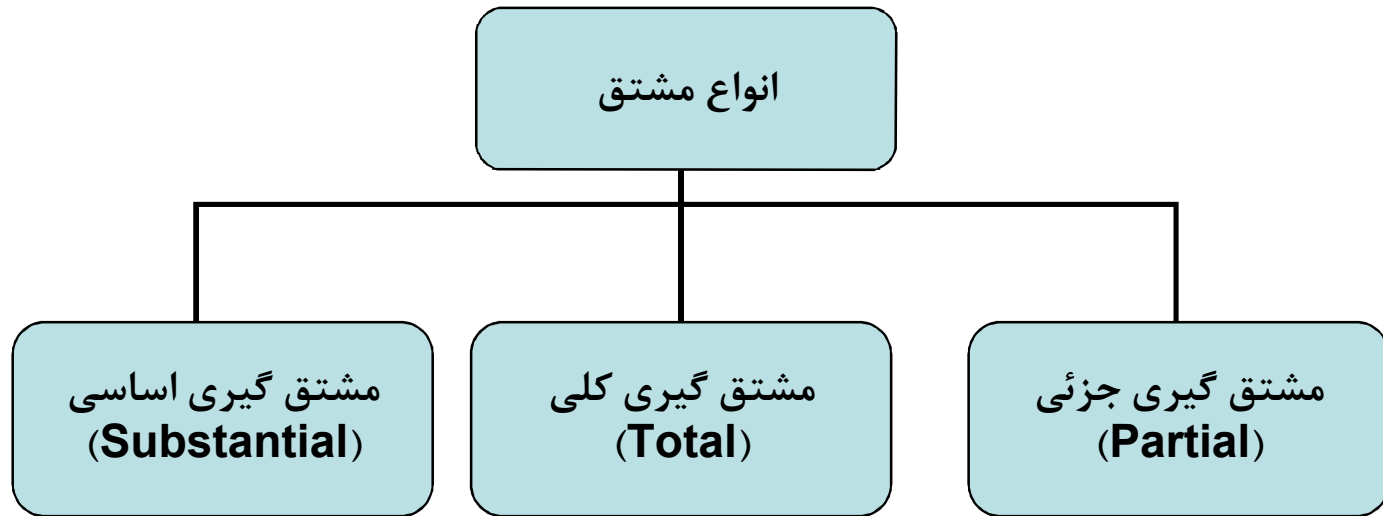 انواع مشتق
مشتق گیری جزئی
(Partial)
مشتق گیری کلی
(Total)
مشتق گیری اساسی
(Substantial)